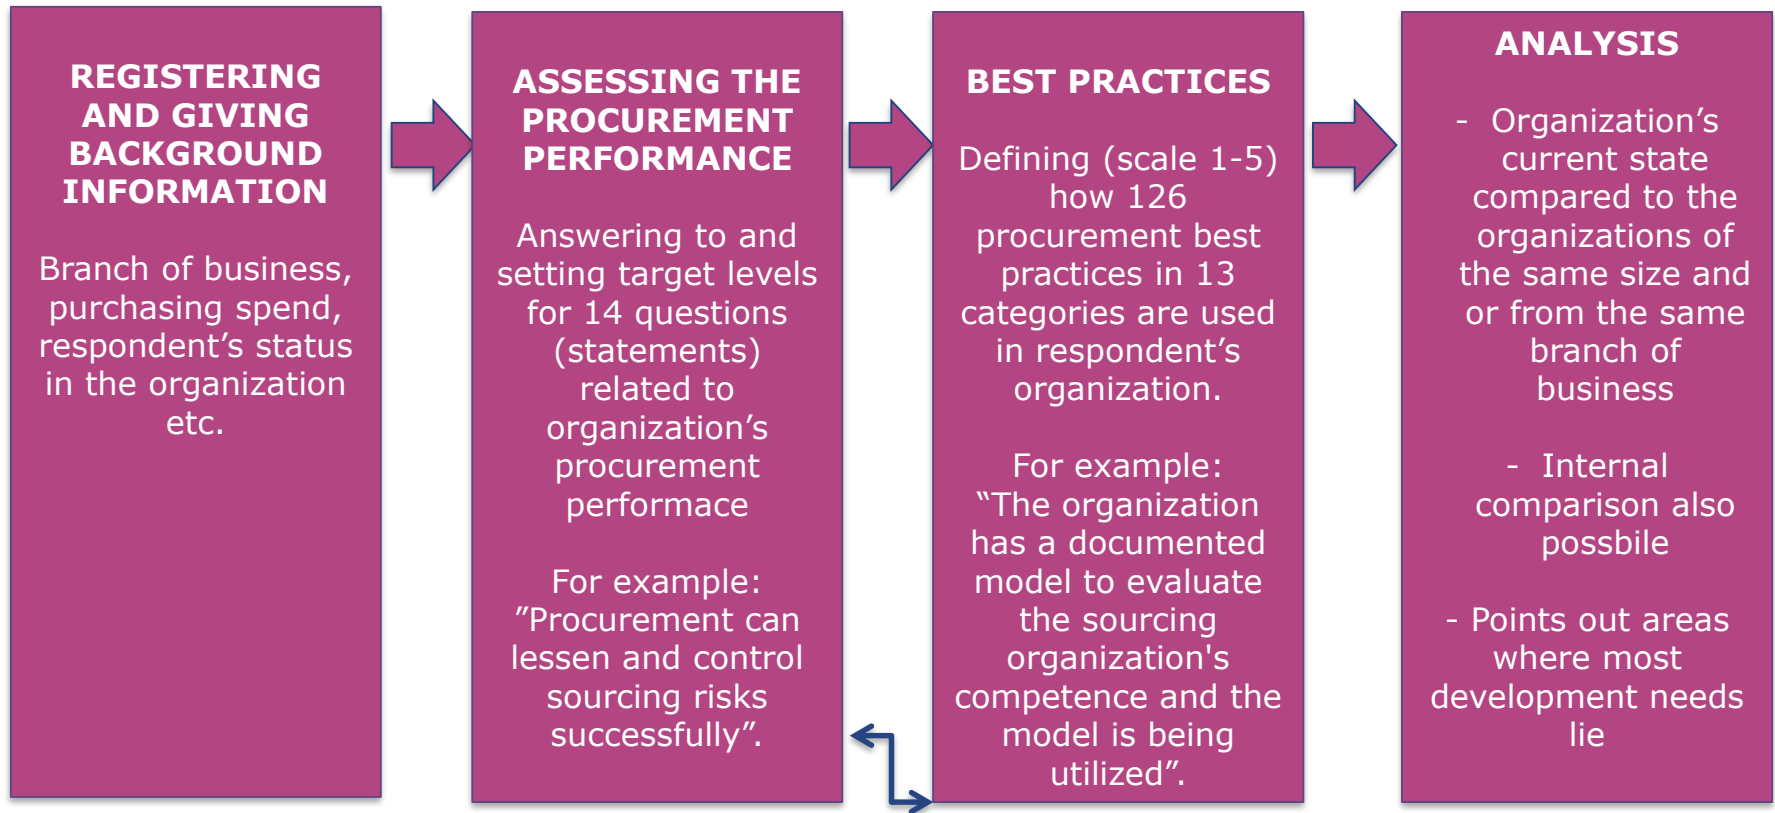 REGISTERING
AND GIVING
BACKGROUND
INFORMATION
Branch of business,
purchasing spend,
respondent’s status
in the organization
etc.
ASSESSING THE
PROCUREMENT
PERFORMANCE
Answering to and
setting target levels
for 14 questions
(statements)
related to
organization’s
procurement
performace
For example:
”Procurement can
lessen and control
sourcing risks
successfully”.
BEST PRACTICES
Defining (scale 1-5)
how 126
procurement best
practices in 13
categories are used
in respondent’s
organization.
For example:
“The organization
has a documented
model to evaluate
the sourcing
organization's
competence and the
model is being
utilized”.
ANALYSIS
- Organization’s
current state
compared to the
organizations of
the same size and
or from the same
branch of
business
- Internal
comparison also
possbile
- Points out areas
where most
development needs
lie